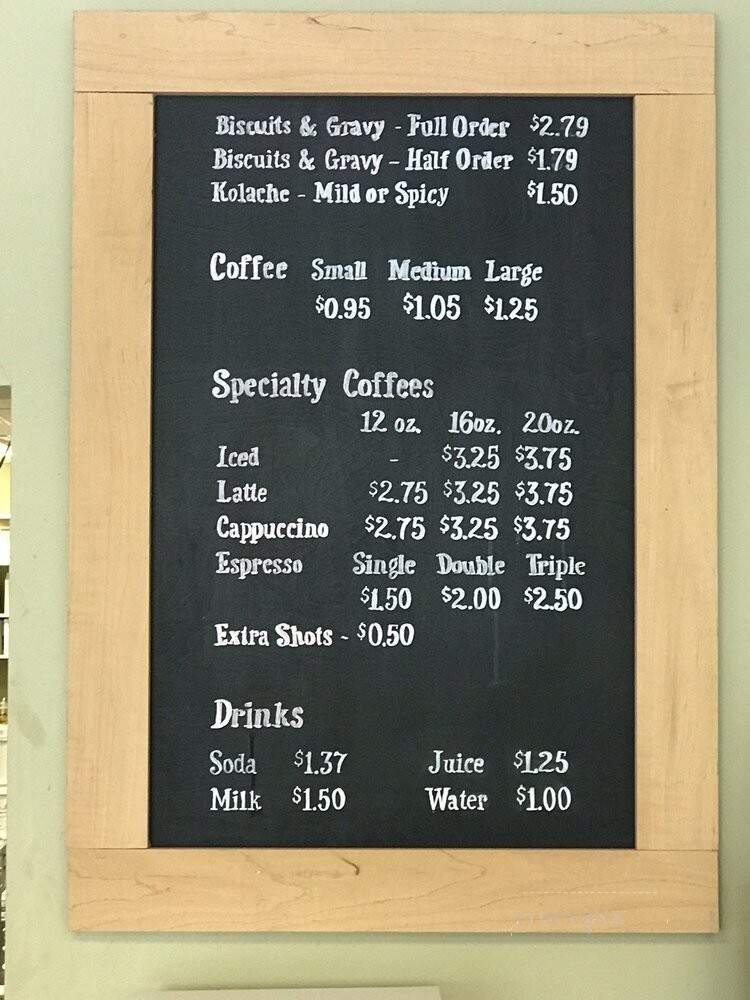 Biscuits & Gravy - Full Order $2.79
Biscuits & Gravy - Half Order $1.79
Kolache - Mild or Spicy $1.50
Coffee Small Medium Large
$0.95 $1.05 $1.25
Specialty Coffees
12 oz. 16oz. 20oz.
Iced - $3.25 $3.75
Latte $2.75 $3.25 $3.75
Cappuccino $2.75 $3.25 $3.75
Espresso Single Double Triple
$1.50 $2.00 $2.50
Extra Shots - $0.50
Drinks
Soda $1.37 Juice $1.25
Milk $1.50 Water $1.00